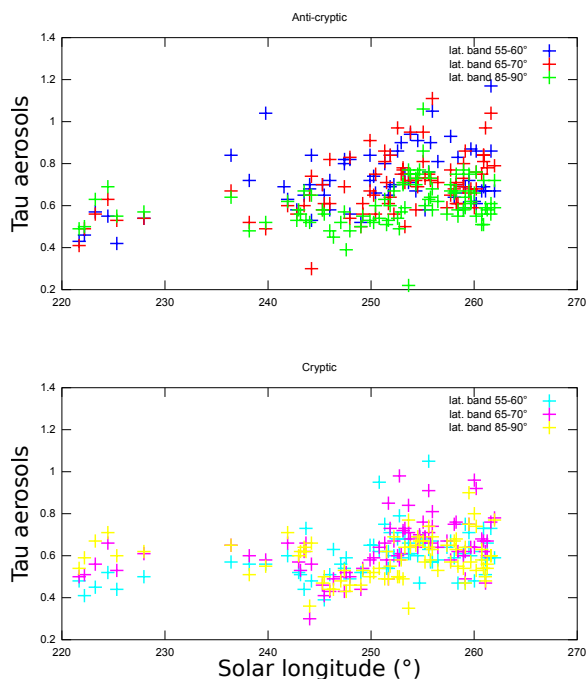 Anti-cryptic
1.4
lat. band 55-60°
lat. band 65-70°
1.2
lat. band 85-90°
1
Tau aerosols
0.8
0.6
0.4
0.2
220 230 240 250 260 270
Cryptic
1.4
lat. band 55-60°
lat. band 65-70°
1.2
lat. band 85-90°
1
Tau aerosols
0.8
0.6
0.4
0.2
220 230 240 250 260 270
Solar longitude (°)